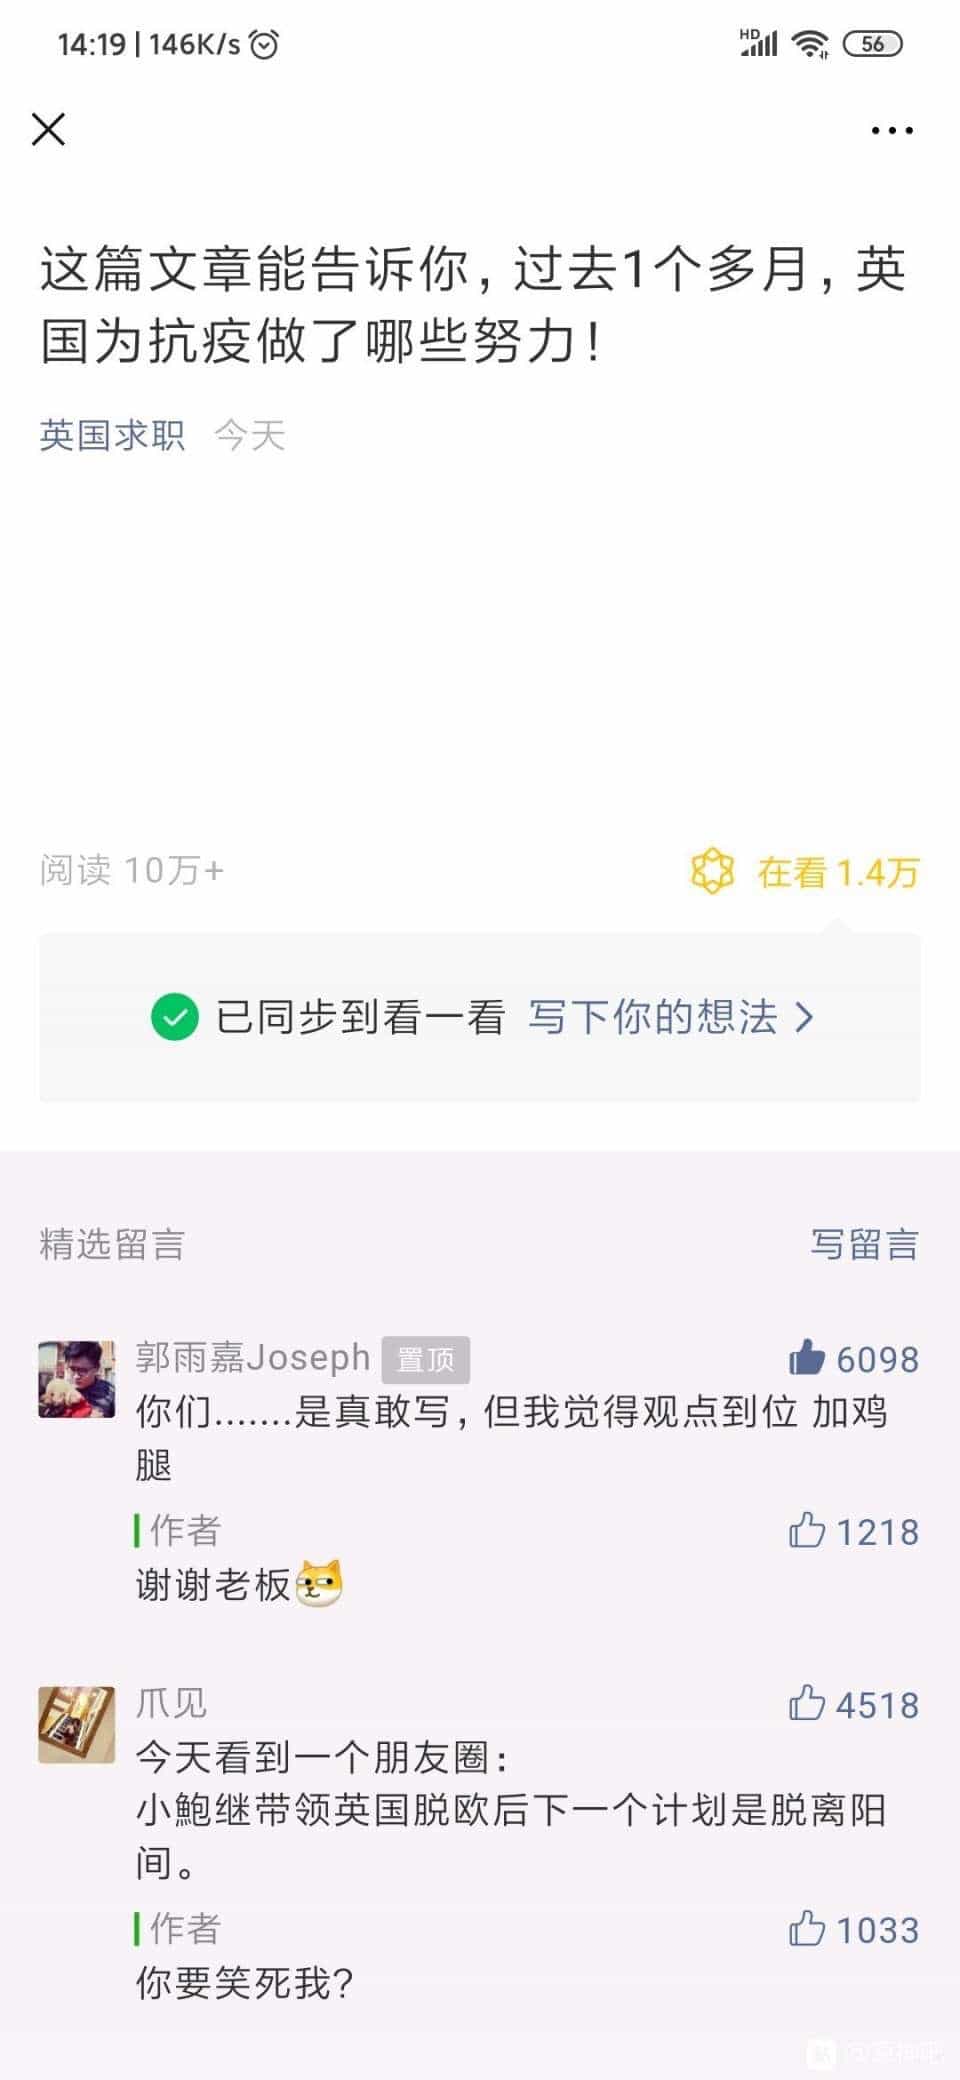 14:19 | 146K/s
HD
56
这篇文章能告诉你，过去1个多月，英
国为抗疫做了哪些努力！
英国求职 今天
阅读 10万+
在看 1.4万
已同步到看一看 写下你的想法
精选留言
写留言
郭雨嘉Joseph 置顶
6098
你们.......是真敢写，但我觉得观点到位 加鸡
腿
作者
1218
谢谢老板
爪见
4518
今天看到一个朋友圈：
小鲍继带领英国脱欧后下一个计划是脱离阳
间。
作者
1033
你要笑死我？